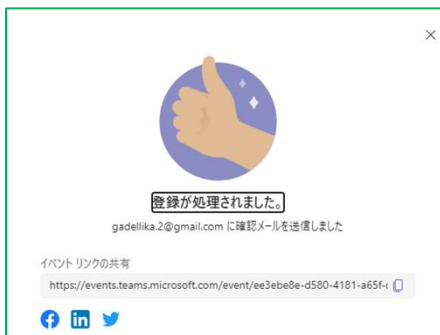 登録が処理されました。
gadellika.2@gmail.com に確認メールを送信しました
イベント リンクの共有
https://events.teams.microsoft.com/event/ee3ebe8e-d580-4181-a65f-c